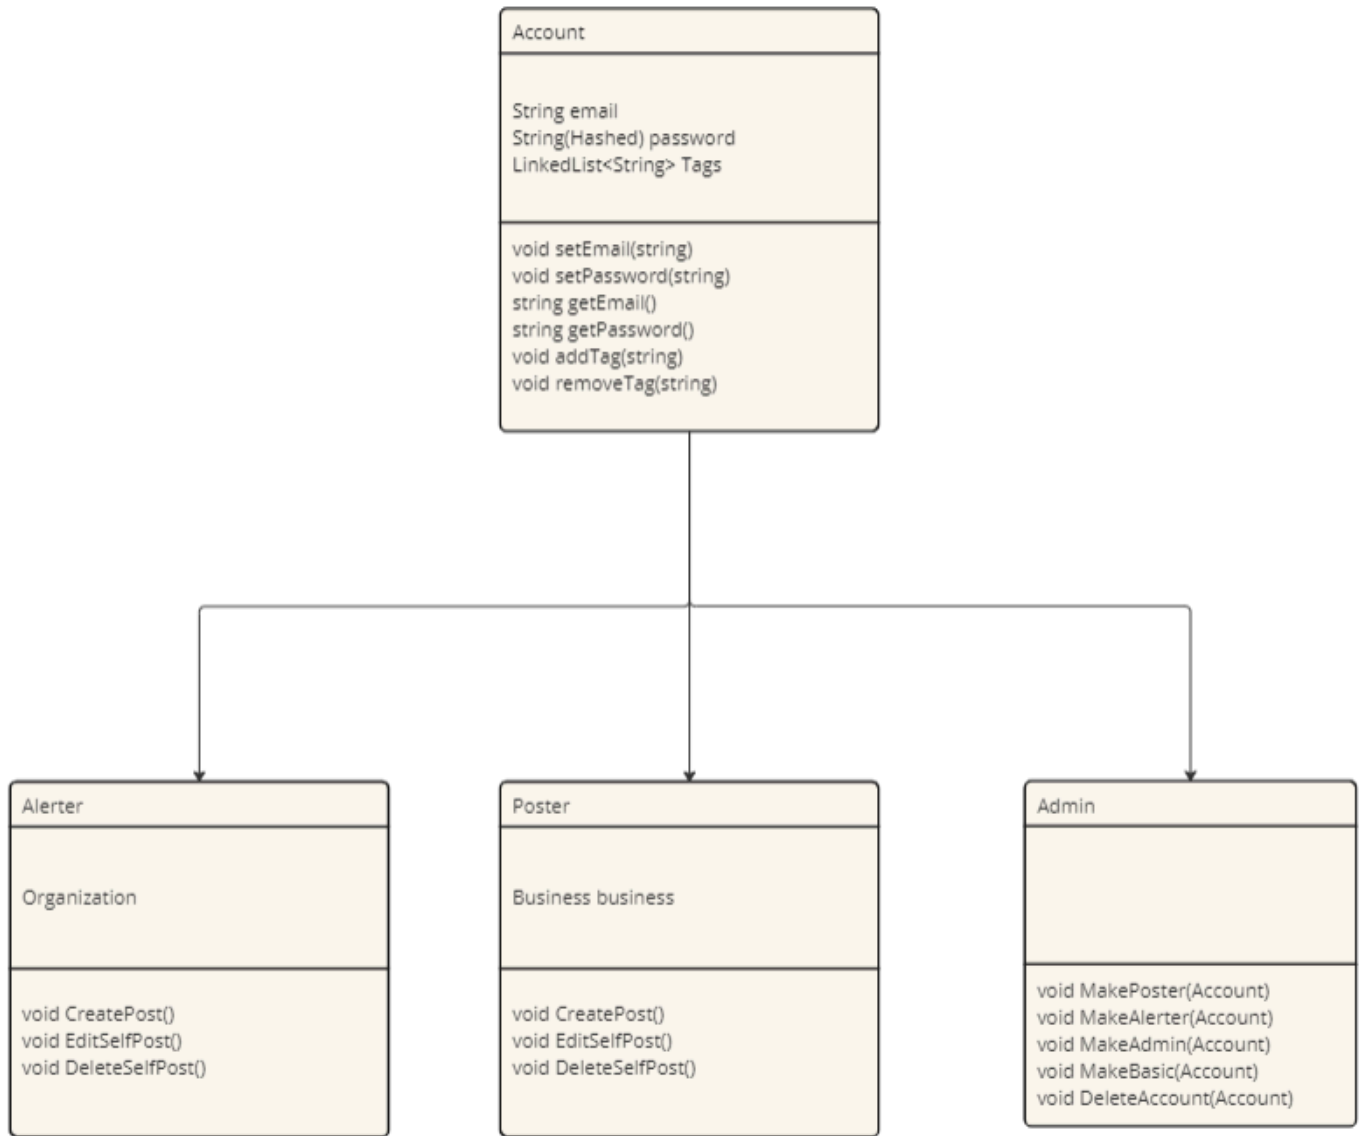 Account
String email
String(Hashed) password
LinkedList<String> Tags
void setEmail(string)
void setPassword(string)
string getEmail()
string getPassword()
void addTag(string)
void removeTag(string)
Alerter
Organization
void CreatePost()
void EditSelfPost()
void DeleteSelfPost()
Poster
Business business
void CreatePost()
void EditSelfPost()
void DeleteSelfPost()
Admin
void MakePoster(Account)
void MakeAlerter(Account)
void MakeAdmin(Account)
void MakeBasic(Account)
void DeleteAccount(Account)